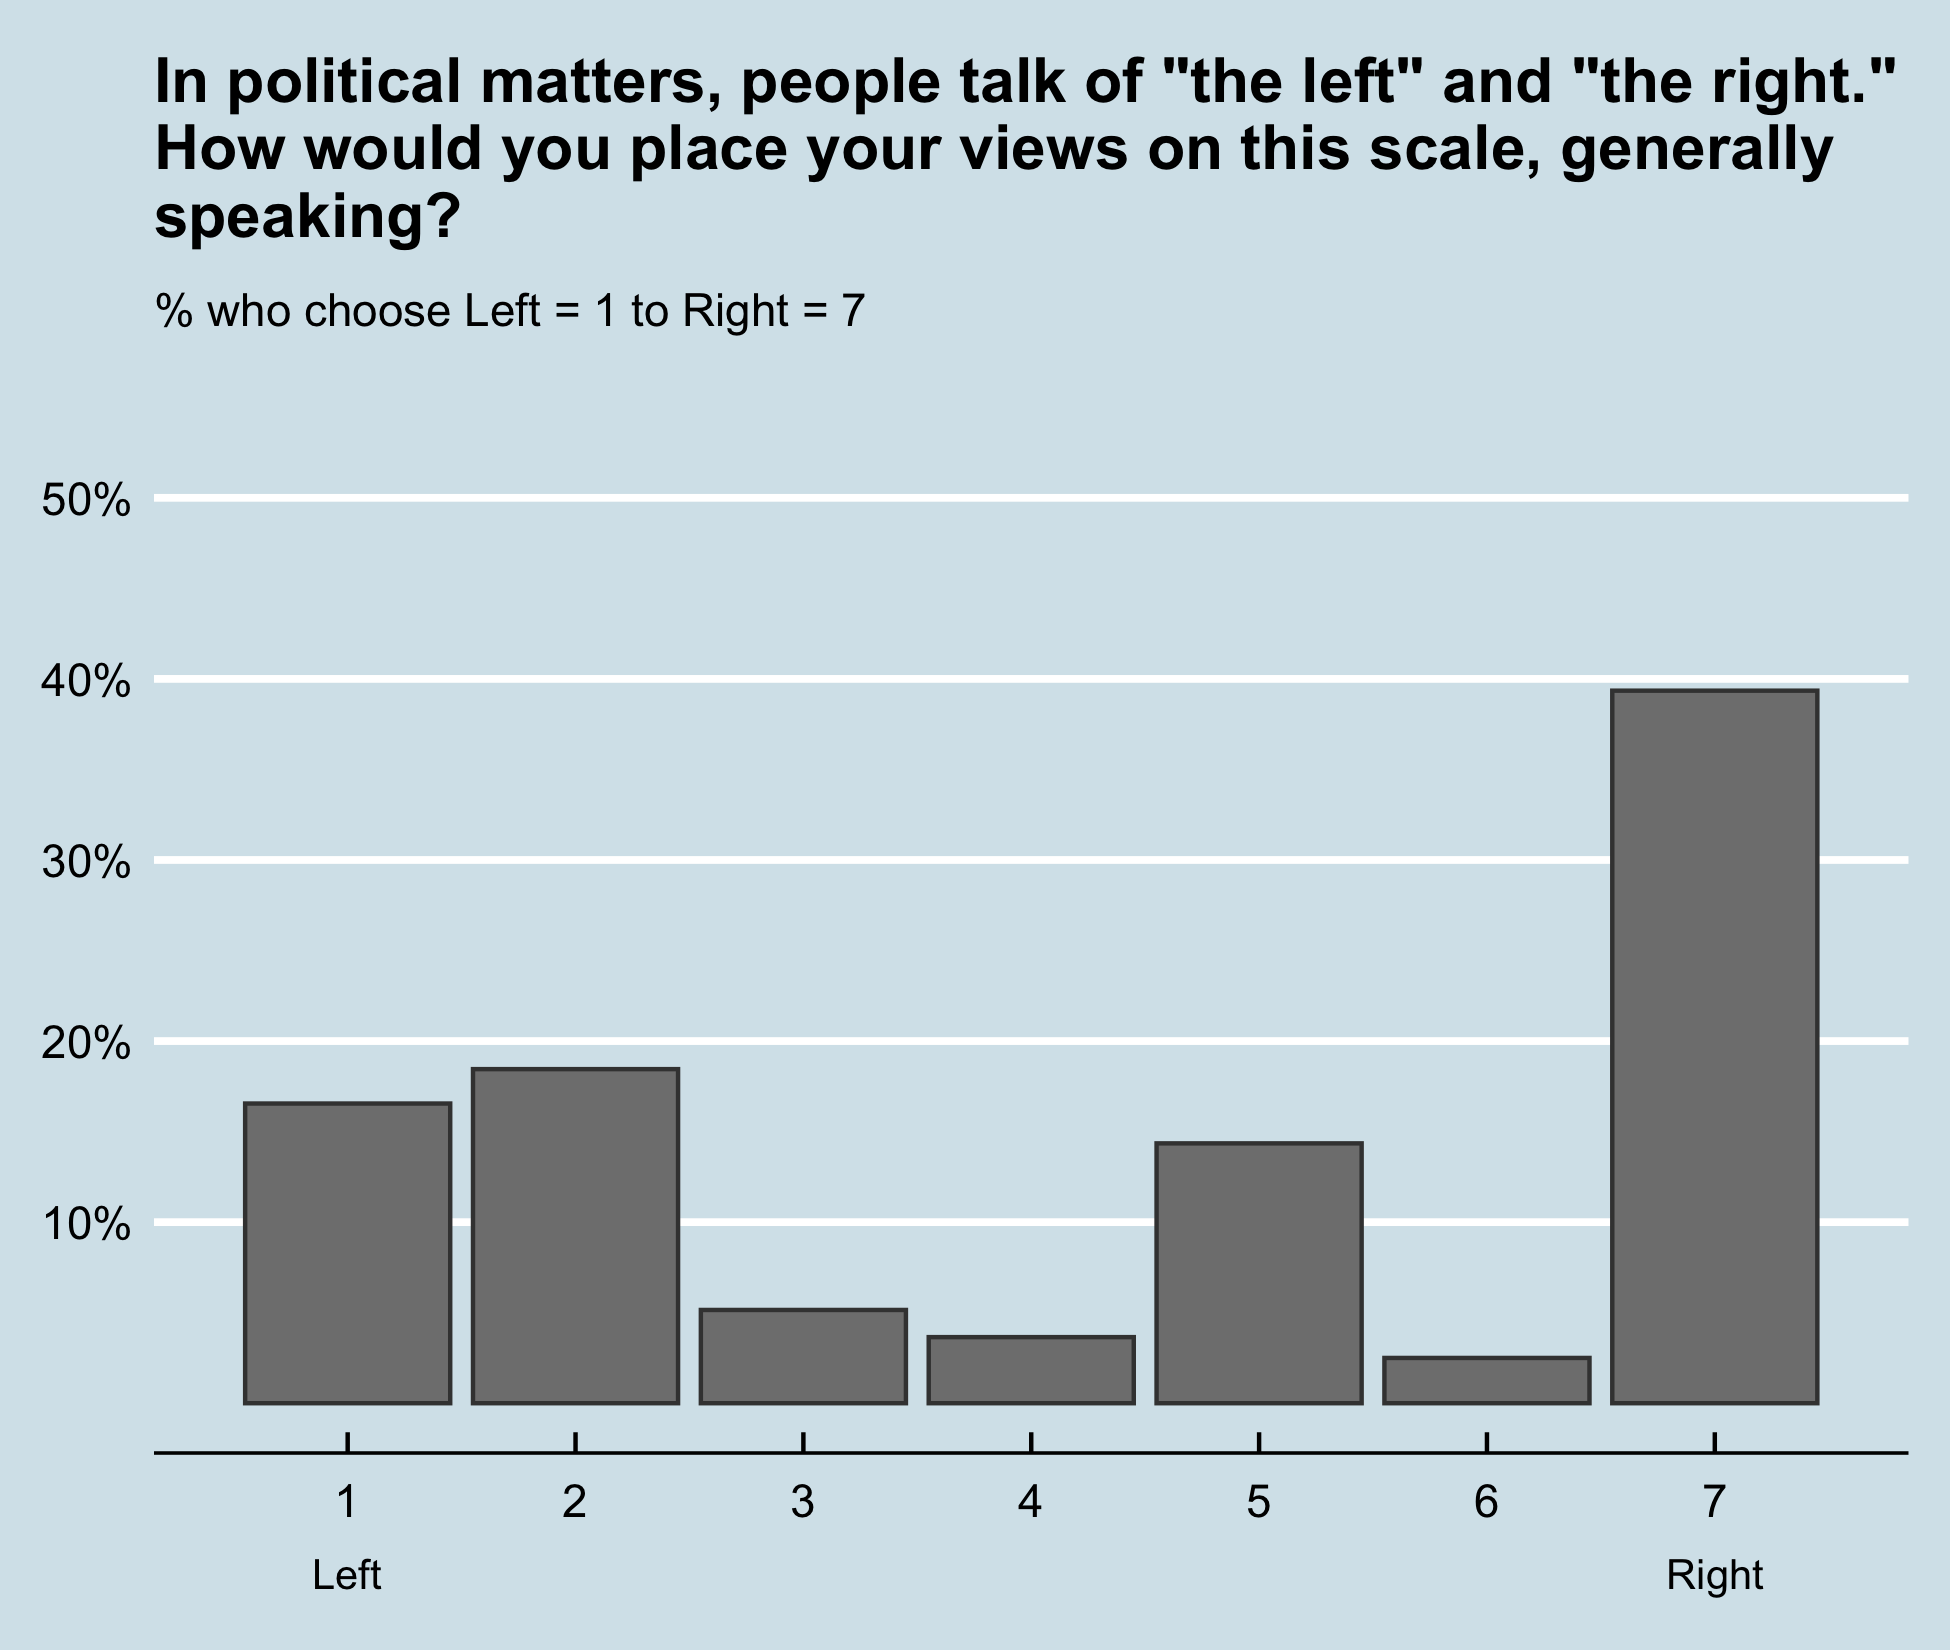 In political matters, people talk of "the left" and "the right."
How would you place your views on this scale, generally
speaking?
% who choose Left = 1 to Right = 7
50%
40%
30%
20%
10%
1 2 3 4 5 6 7
Left Right